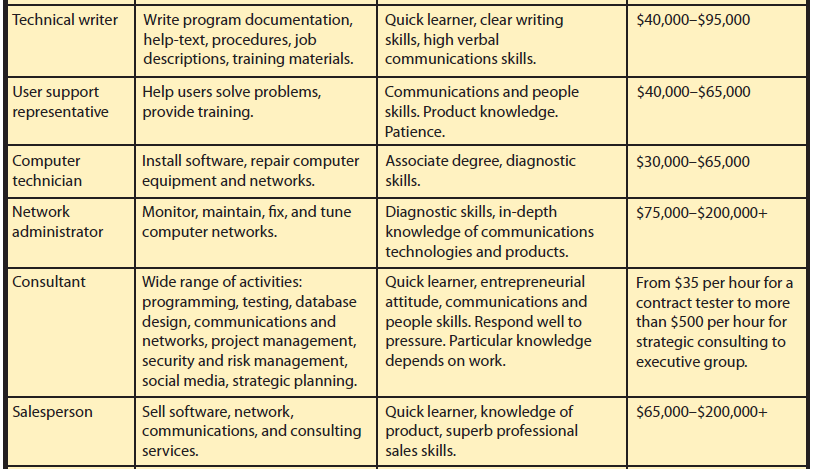 Technical writer
Write program documentation,
help-text, procedures, job
descriptions, training materials.
Quick learner, clear writing
skills, high verbal
communications skills.
$40,000–$95,000
User support
representative
Help users solve problems,
provide training.
Communications and people
skills. Product knowledge.
Patience.
$40,000–$65,000
Computer
technician
Install software, repair computer
equipment and networks.
Associate degree, diagnostic
skills.
$30,000–$65,000
Network
administrator
Monitor, maintain, fix, and tune
computer networks.
Diagnostic skills, in-depth
knowledge of communications
technologies and products.
$75,000–$200,000+
Consultant
Wide range of activities:
programming, testing, database
design, communications and
networks, project management,
security and risk management,
social media, strategic planning.
Quick learner, entrepreneurial
attitude, communications and
people skills. Respond well to
pressure. Particular knowledge
depends on work.
From $35 per hour for a
contract tester to more
than $500 per hour for
strategic consulting to
executive group.
Salesperson
Sell software, network,
communications, and consulting
services.
Quick learner, knowledge of
product, superb professional
sales skills.
$65,000–$200,000+